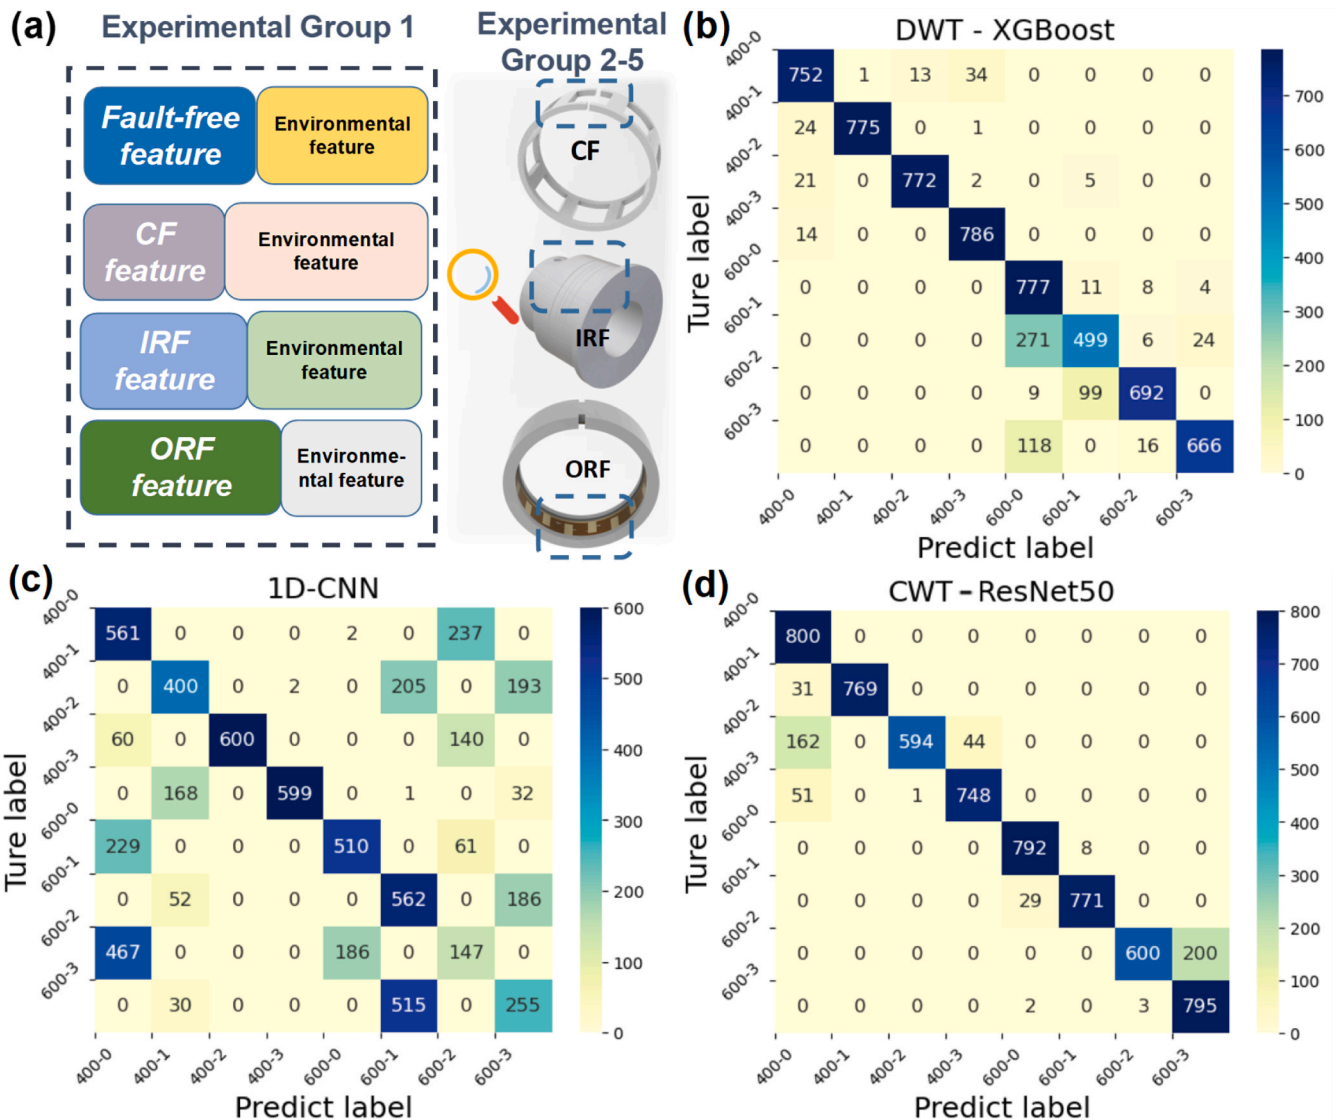 (a)
Experimental Group 1
Fault-free
feature
Environmental
feature
CF
feature
Environmental
feature
IRF
feature
Environmental
feature
ORF
feature
Environme-
ntal feature
Experimental
Group 2-5
CF
IRF
ORF
(b)
DWT - XGBoost
Ture label
400-0
752 1 13 34 0 0 0 0
400-1
24 775 0 1 0 0 0 0
400-2
21 0 772 2 0 5 0 0
400-3
14 0 0 786 0 0 0 0
600-0
0 0 0 0 777 11 8 4
600-1
0 0 0 0 271 499 6 24
600-2
0 0 0 0 9 99 692 0
600-3
0 0 0 0 118 0 16 666
400-0 400-1 400-2 400-3 600-0 600-1 600-2 600-3
Predict label
700
600
500
400
300
200
100
0
(c)
1D-CNN
Ture label
400-0
561 0 0 0 2 0 237 0
400-1
0 400 0 2 0 205 0 193
400-2
60 0 600 0 0 0 140 0
400-3
0 168 0 599 0 1 0 32
600-0
229 0 0 0 510 0 61 0
600-1
0 52 0 0 0 562 0 186
600-2
467 0 0 0 186 0 147 0
600-3
0 30 0 0 0 515 0 255
400-0 400-1 400-2 400-3 600-0 600-1 600-2 600-3
Predict label
600
500
400
300
200
100
0
(d)
CWT - ResNet50
Ture label
400-0
800 0 0 0 0 0 0 0
400-1
31 769 0 0 0 0 0 0
400-2
162 0 594 44 0 0 0 0
400-3
51 0 1 748 0 0 0 0
600-0
0 0 0 0 792 8 0 0
600-1
0 0 0 0 29 771 0 0
600-2
0 0 0 0 0 0 600 200
600-3
0 0 0 0 2 0 3 795
400-0 400-1 400-2 400-3 600-0 600-1 600-2 600-3
Predict label
800
700
600
500
400
300
200
100
0